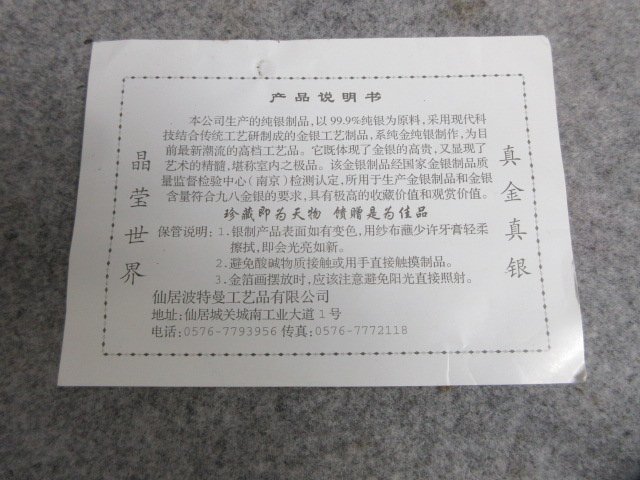 产品说明书
本公司生产的纯银制品，以99.9%纯银为原料，采用现代科
技结合传统工艺研制成的金银工艺制品，系纯金纯银制作，为目
前最新潮流的高档工艺品。它既体现了金银的高贵，又显现了
艺术的精髓，堪称室内之极品。该金银制品经国家金银制品质
量监督检验中心（南京）检测认定，所用于生产金银制品和金银
含量符合九八金银的要求，具有极高的收藏价值和观赏价值。
珍藏即为天物 馈赠是为佳品
保管说明：1.银制产品表面如有变色，用纱布蘸少许牙膏轻柔
擦拭，即会光亮如新。
2.避免酸碱物质接触或用手直接触摸制品。
3.金箔画摆放时，应该注意避免阳光直接照射。
仙居波特曼工艺品有限公司
地址：仙居城关城南工业大道1号
电话：0576-7793956 传真：0576-7772118
晶莹世界
真金真银